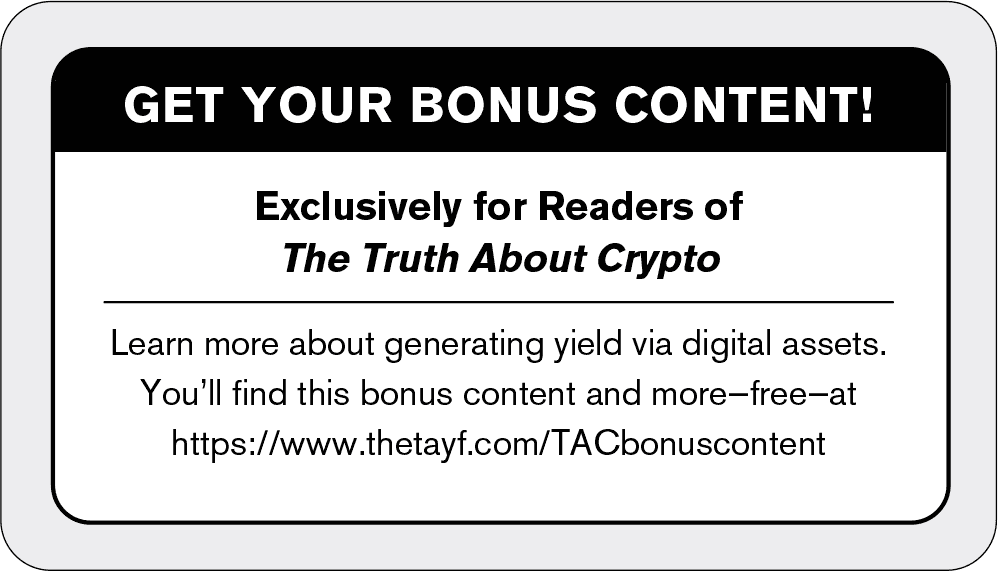 GET YOUR BONUS CONTENT!
Exclusively for Readers of
The Truth About Crypto
Learn more about generating yield via digital assets.
You’ll find this bonus content and more–free–at
https://www.thetayf.com/TACbonuscontent